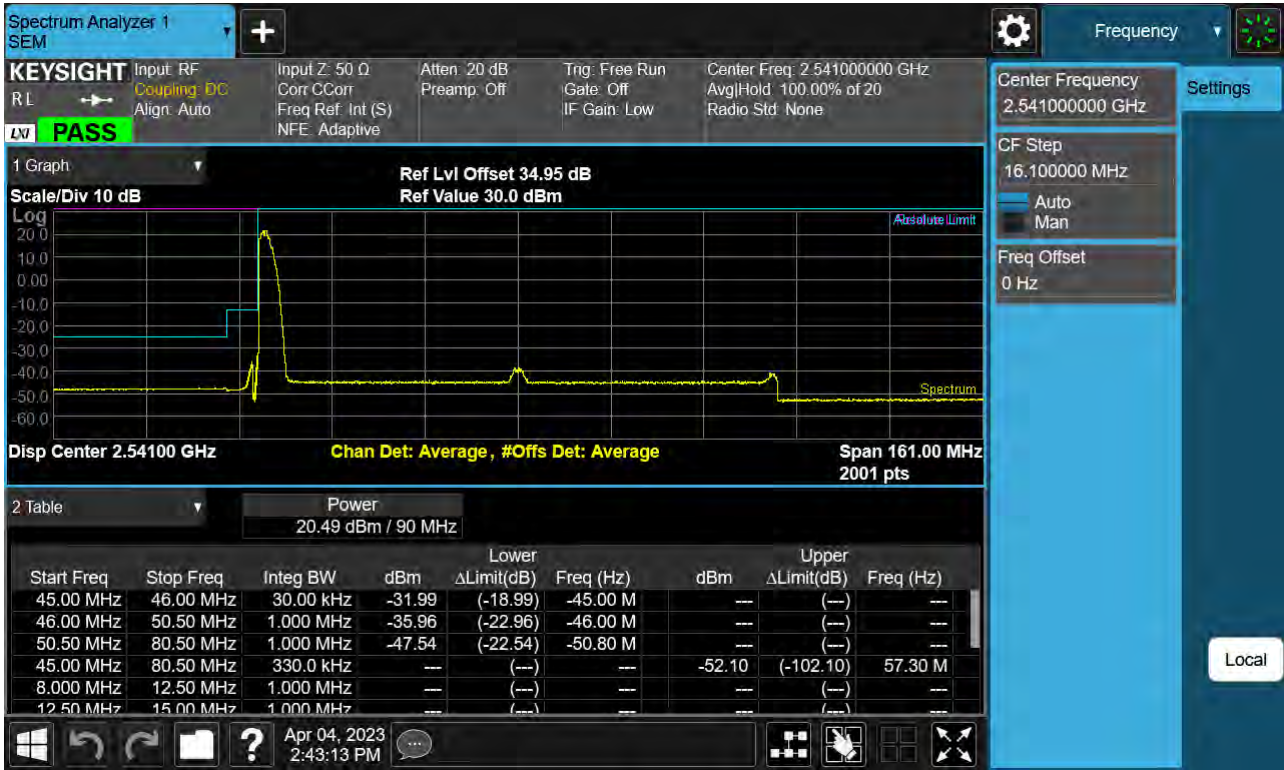 Spectrum Analyzer 1
SEM
Frequency
KEYSIGHT
R L
LXI
PASS
Input: RF
Coupling: DC
Align: Auto
Input Z: 50 Ω
Corr CCorr
Freq Ref: Int (S)
NFE: Adaptive
Atten: 20 dB
Preamp: Off
Trig: Free Run
Gate: Off
IF Gain: Low
Center Freq: 2.541000000 GHz
Avg|Hold: 100.00% of 20
Radio Std: None
Center Frequency
2.541000000 GHz
Settings
CF Step
16.100000 MHz
Auto
Man
Freq Offset
0 Hz
Local
1 Graph
Scale/Div 10 dB
Ref Lvl Offset 34.95 dB
Ref Value 30.0 dBm
Log
20.0
10.0
0.00
-10.0
-20.0
-30.0
-40.0
-50.0
-60.0
Limit
Spectrum
Disp Center 2.54100 GHz
Chan Det: Average , #Offs Det: Average
Span 161.00 MHz
2001 pts
2 Table
Power
20.49 dBm / 90 MHz
Lower Upper
Start Freq Stop Freq Integ BW dBm ΔLimit(dB) Freq (Hz) dBm ΔLimit(dB) Freq (Hz)
45.00 MHz 46.00 MHz 30.00 kHz -31.99 (-18.99) -45.00 M --- (---) ---
46.00 MHz 50.50 MHz 1.000 MHz -35.96 (-22.96) -46.00 M --- (---) ---
50.50 MHz 80.50 MHz 1.000 MHz -47.54 (-22.54) -50.80 M --- (---) ---
45.00 MHz 80.50 MHz 330.0 kHz --- (---) --- -52.10 (-102.10) 57.30 M
8.000 MHz 12.50 MHz 1.000 MHz --- (---) --- --- (---) ---
12.50 MHz 15.00 MHz 1.000 MHz --- (---) --- --- (---) ---
?
Apr 04, 2023
2:43:13 PM